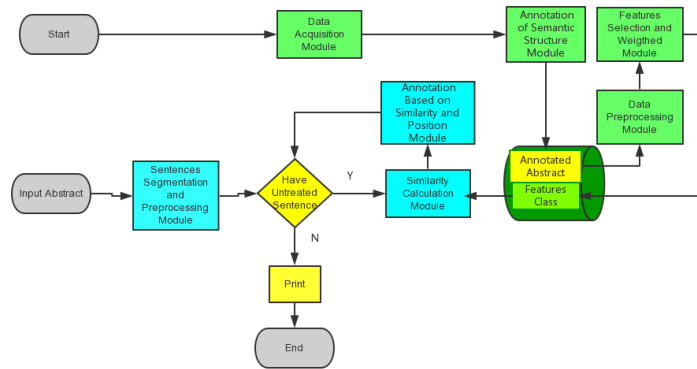 Start
Data
Acquisition
Module
Annotation
of Semantic
Structure
Module
Features
Selection and
Weigthed
Module
Annotation
Based on
Similarity and
Position
Module
Data
Preprocessing
Module
Input Abstract
Sentences
Segmentation
and
Preprocessing
Module
Have
Untreated
Sentence
Y
Similarity
Calculation
Module
Annotated
Abstract
Features
Class
N
Print
End